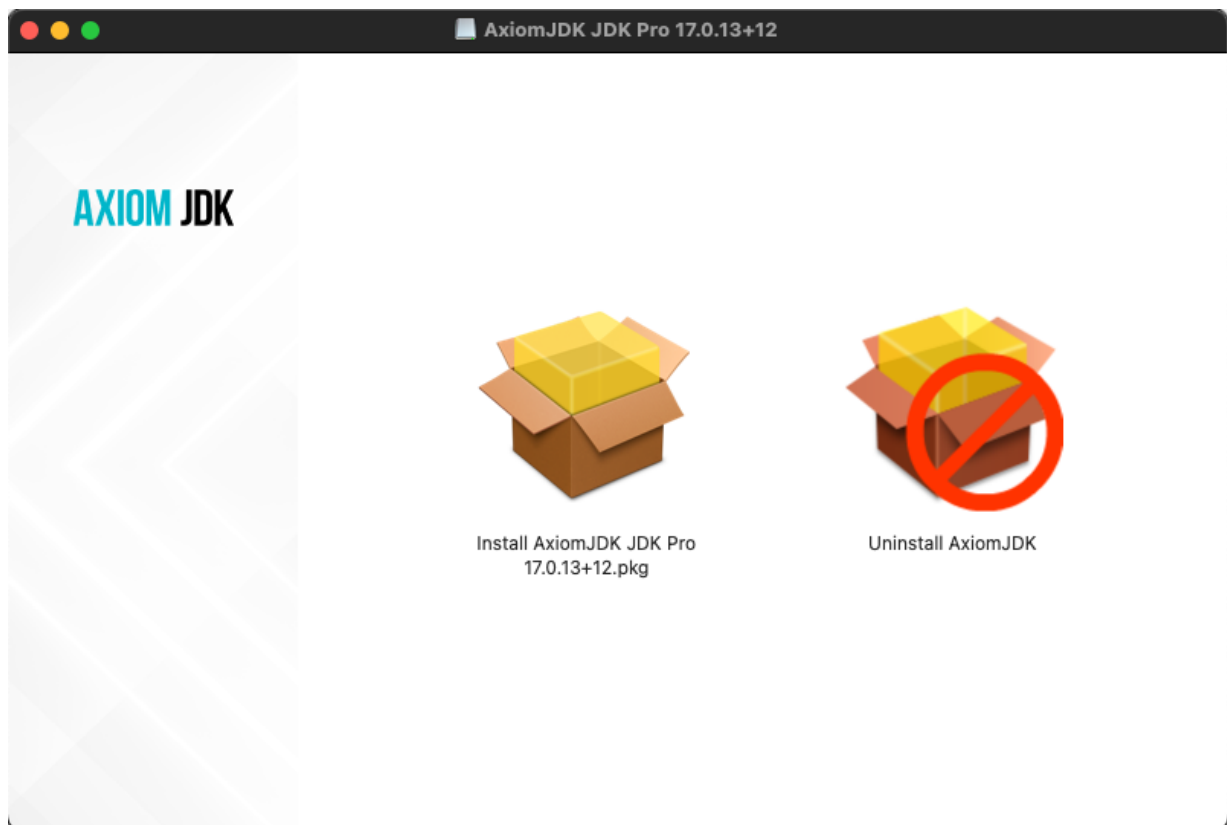 AxiomJDK JDK Pro 17.0.13+12
AXIOM JDK
Install AxiomJDK JDK Pro
17.0.13+12.pkg
Uninstall AxiomJDK